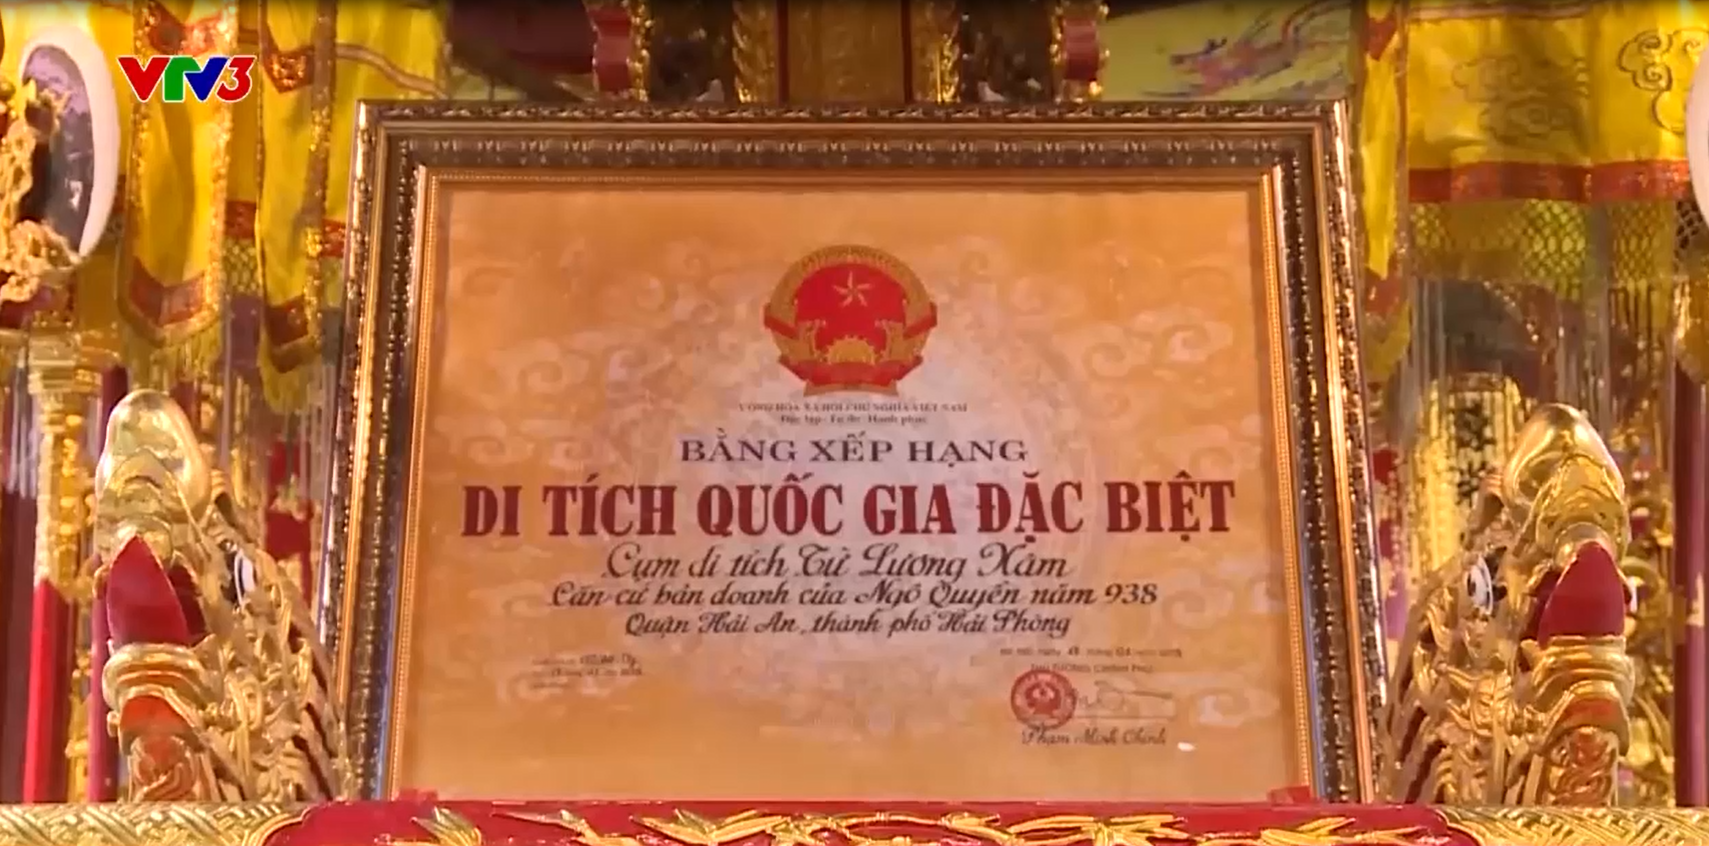 VTV3
CỘNG HÒA XÃ HỘI CHỦ NGHĨA VIỆT NAM
Độc lập - Tự do - Hạnh phúc
BẰNG XẾP HẠNG
DI TÍCH QUỐC GIA ĐẶC BIỆT
Cụm di tích Từ Lương Xâm
Căn cứ bản doanh của Ngô Quyền năm 938
Quận Hải An, thành phố Hải Phòng
THỦ TƯỚNG CHÍNH PHỦ
Phạm Minh Chính